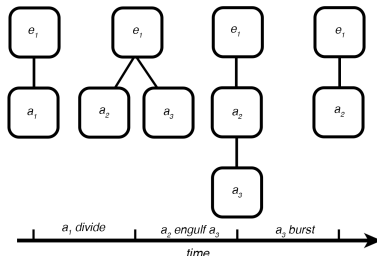 e1 e1 e1 e1
a1 a2 a3 a2 a2
a3
a1 divide a2 engulf a3 a3 burst
time